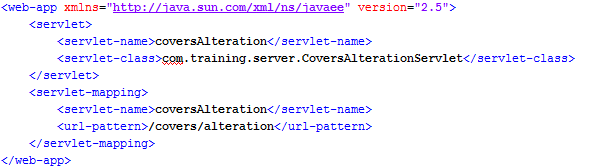 <web-app xmlns="http://java.sun.com/xml/ns/javaee" version="2.5">
<servlet>
<servlet-name>coversAlteration</servlet-name>
<servlet-class>com.training.server.CoversAlterationServlet</servlet-class>
</servlet>
<servlet-mapping>
<servlet-name>coversAlteration</servlet-name>
<url-pattern>/covers/alteration</url-pattern>
</servlet-mapping>
</web-app>